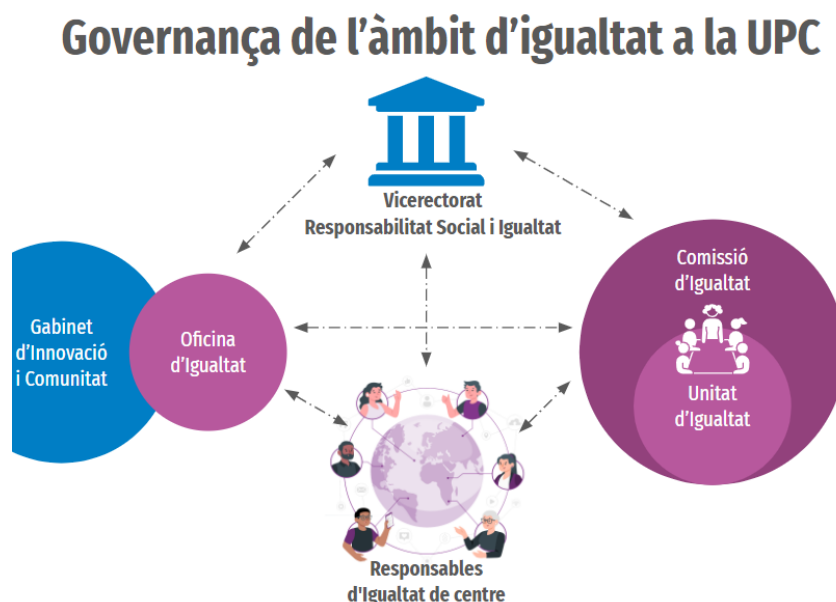 Governança de l'àmbit d'igualtat a la UPC
Vicerectorat
Responsabilitat Social i Igualtat
Gabinet
d'Innovació
i Comunitat
Oficina
d'Igualtat
Comissió
d'Igualtat
Unitat
d'Igualtat
Responsables
d'Igualtat de centre